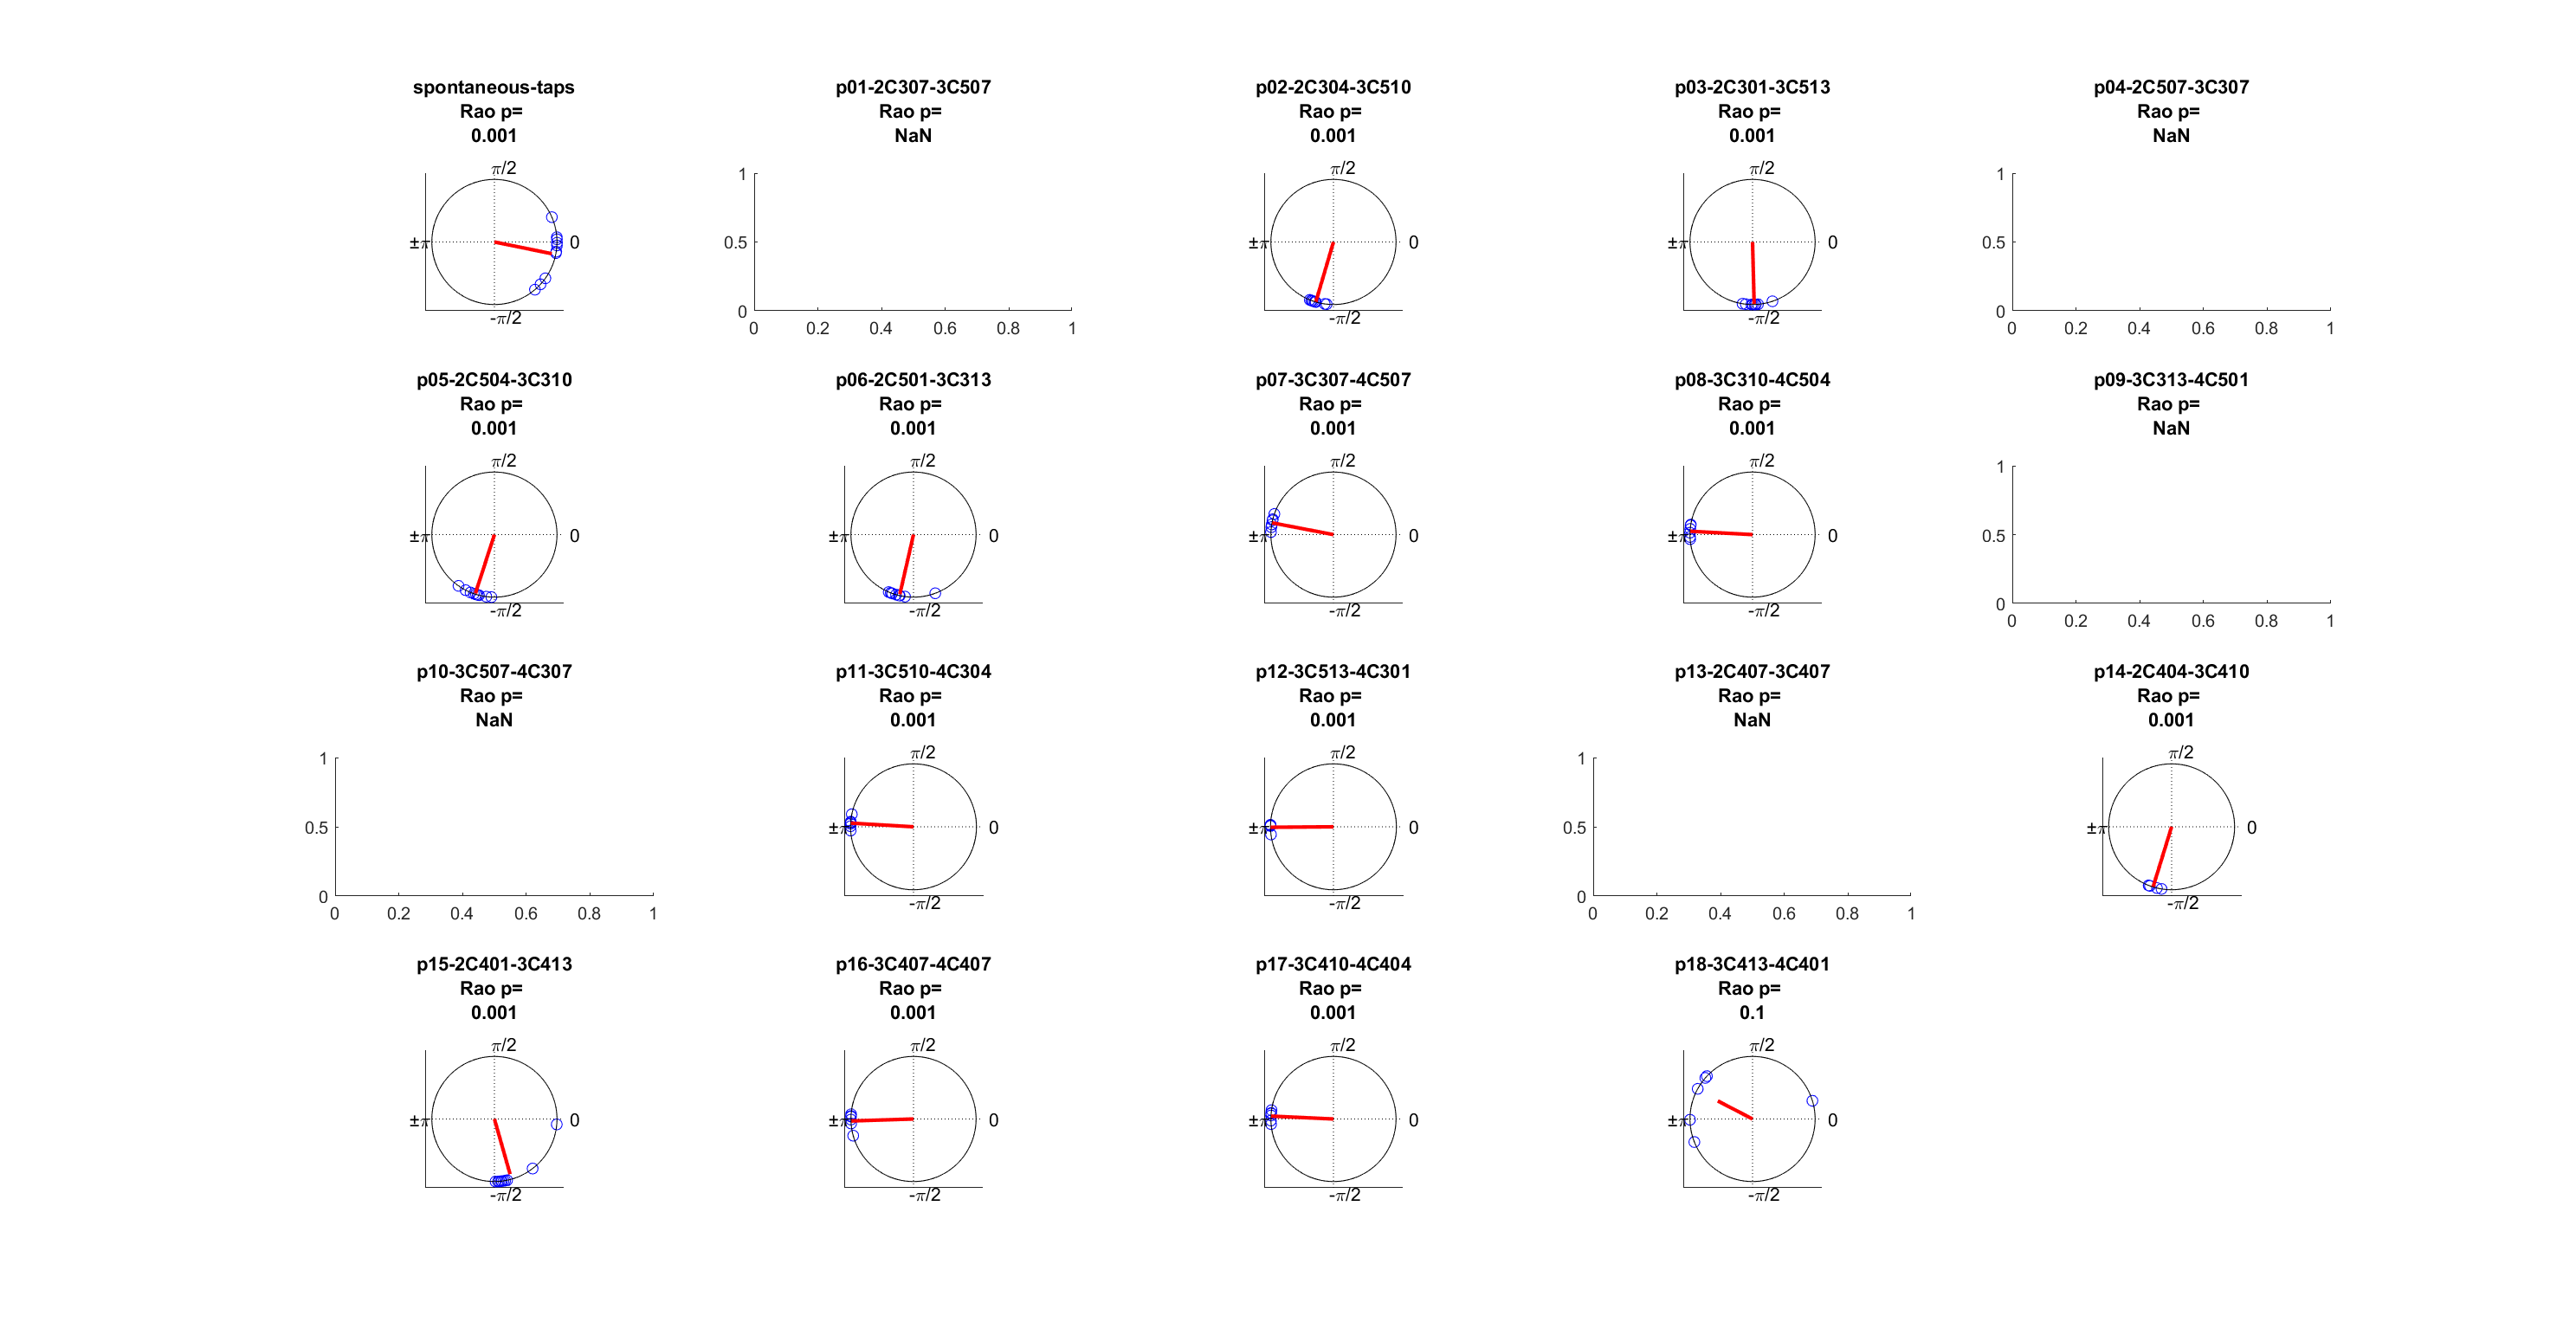 spontaneous-taps
Rao p=
0.001
π/2
±π
0
-π/2
p01-2C307-3C507
Rao p=
NaN
1
0.5
0
0 0.2 0.4 0.6 0.8 1
p02-2C304-3C510
Rao p=
0.001
π/2
±π
0
-π/2
p03-2C301-3C513
Rao p=
0.001
π/2
±π
0
-π/2
p04-2C507-3C307
Rao p=
NaN
1
0.5
0
0 0.2 0.4 0.6 0.8 1
p05-2C504-3C310
Rao p=
0.001
π/2
±π
0
-π/2
p06-2C501-3C313
Rao p=
0.001
π/2
±π
0
-π/2
p07-3C307-4C507
Rao p=
0.001
π/2
±π
0
-π/2
p08-3C310-4C504
Rao p=
0.001
π/2
±π
0
-π/2
p09-3C313-4C501
Rao p=
NaN
1
0.5
0
0 0.2 0.4 0.6 0.8 1
p10-3C507-4C307
Rao p=
NaN
1
0.5
0
0 0.2 0.4 0.6 0.8 1
p11-3C510-4C304
Rao p=
0.001
π/2
±π
0
-π/2
p12-3C513-4C301
Rao p=
0.001
π/2
±π
0
-π/2
p13-2C407-3C407
Rao p=
NaN
1
0.5
0
0 0.2 0.4 0.6 0.8 1
p14-2C404-3C410
Rao p=
0.001
π/2
±π
0
-π/2
p15-2C401-3C413
Rao p=
0.001
π/2
±π
0
-π/2
p16-3C407-4C407
Rao p=
0.001
π/2
±π
0
-π/2
p17-3C410-4C404
Rao p=
0.001
π/2
±π
0
-π/2
p18-3C413-4C401
Rao p=
0.1
π/2
±π
0
-π/2